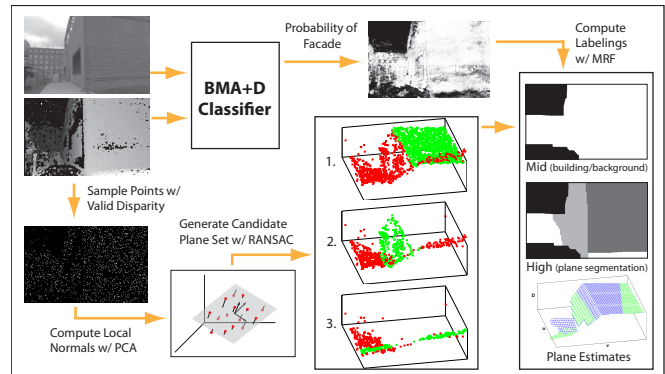 BMA+D
Classifier
Probability of
Facade
Compute
Labelings
w/ MRF
Sample Points w/
Valid Disparity
Generate Candidate
Plane Set w/ RANSAC
Compute Local
Normals w/ PCA
1.
2.
3.
Mid (building/background)
High (plane segmentation)
D
u
v
Plane Estimates